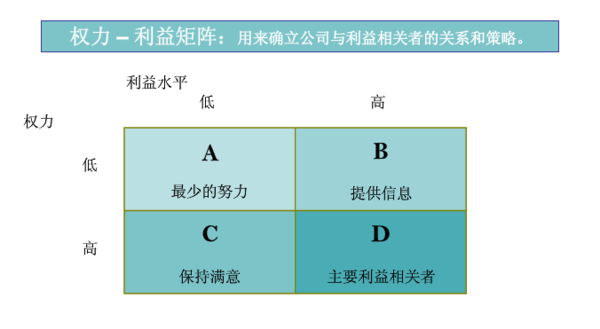 权力 – 利益矩阵：用来确立公司与利益相关者的关系和策略。
利益水平
低 高
权力
低
A B
最少的努力 提供信息
高
C D
保持满意 主要利益相关者